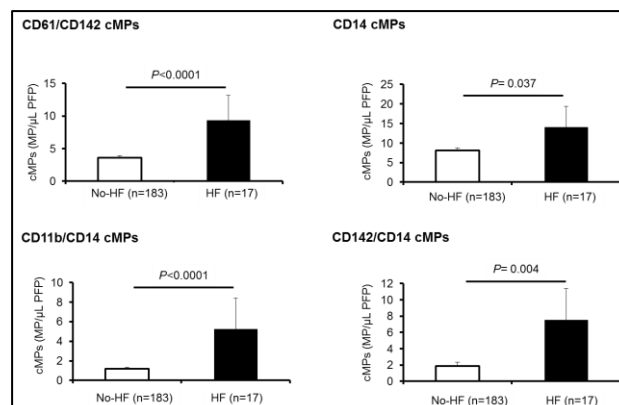 CD61/CD142 cMPs
P<0.0001
cMPs (MP/µL PFP)
15
10
5
0
No-HF (n=183)
HF (n=17)
CD14 cMPs
P= 0.037
cMPs (MP/µL PFP)
25
20
15
10
5
0
No-HF (n=183)
HF (n=17)
CD11b/CD14 cMPs
P<0.0001
cMPs (MP/µL PFP)
10
8
6
4
2
0
No-HF (n=183)
HF (n=17)
CD142/CD14 cMPs
P= 0.004
cMPs (MP/µL PFP)
12
10
8
6
4
2
0
No-HF (n=183)
HF (n=17)